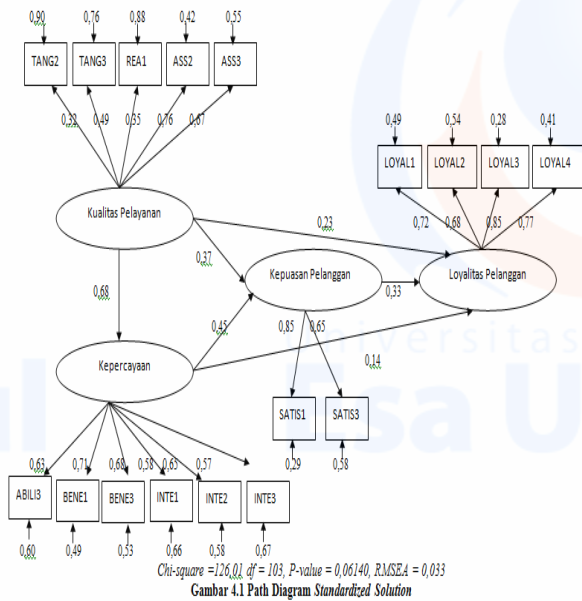 0,90 0,76 0,88 0,42 0,55
TANG2 TANG3 REA1 ASS2 ASS3
0,32 0,49 0,35 0,76 0,67
0,49 0,54 0,28 0,41
LOYAL1 LOYAL2 LOYAL3 LOYAL4
0,72 0,68 0,85 0,77
Kualitas Pelayanan
0,23
0,37
Kepuasan Pelanggan
Loyalitas Pelanggan
0,33
0,68
0,45
0,85 0,65
Universitas
0,14
Kepercayaan
Esa U
SATIS1 SATIS3
0,29 0,58
0,63 0,71 0,68 0,58 0,65 0,57
ABILI3 BENE1 BENE3 INTE1 INTE2 INTE3
0,60 0,49 0,53 0,66 0,58 0,67
Chi-square =126,01 df = 103, P-value = 0,06140, RMSEA = 0,033
Gambar 4.1 Path Diagram Standardized Solution